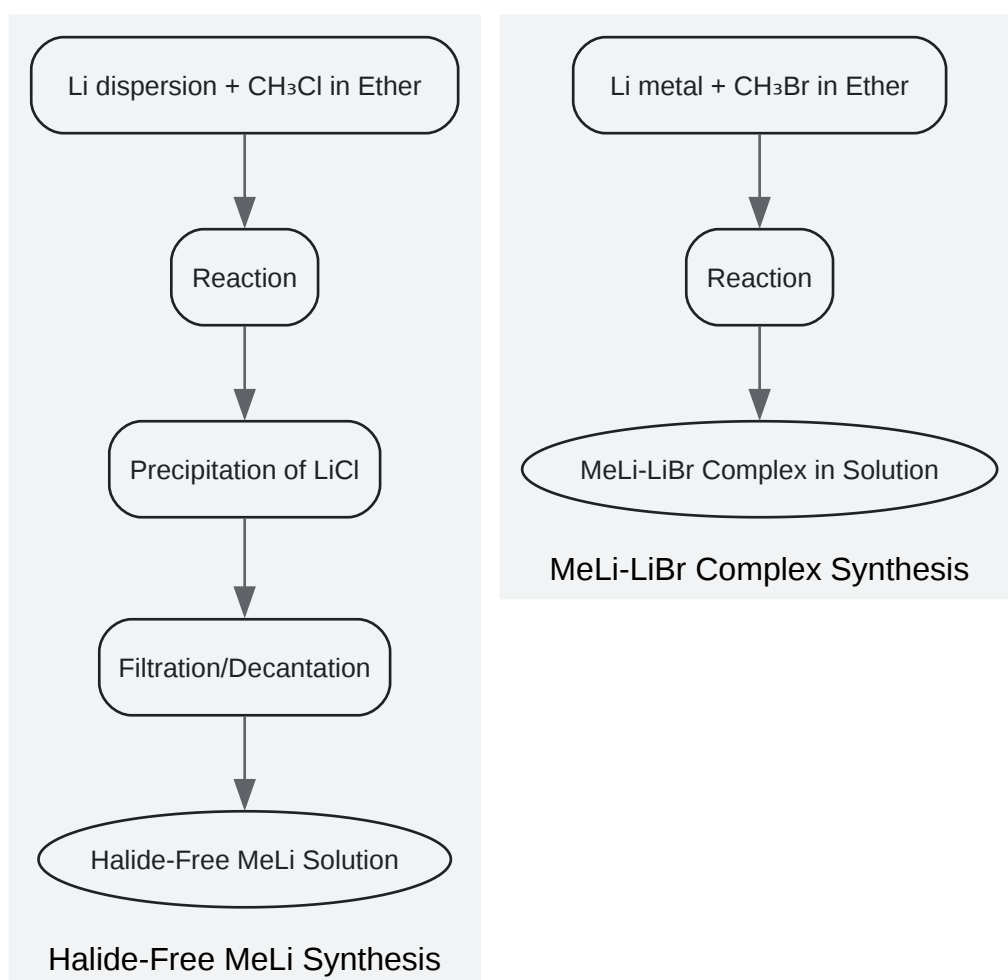 Li dispersion + CH₃Cl in Ether
Reaction
Precipitation of LiCl
Filtration/Decantation
Halide-Free MeLi Solution
Halide-Free MeLi Synthesis
Li metal + CH₃Br in Ether
Reaction
MeLi-LiBr Complex in Solution
MeLi-LiBr Complex Synthesis